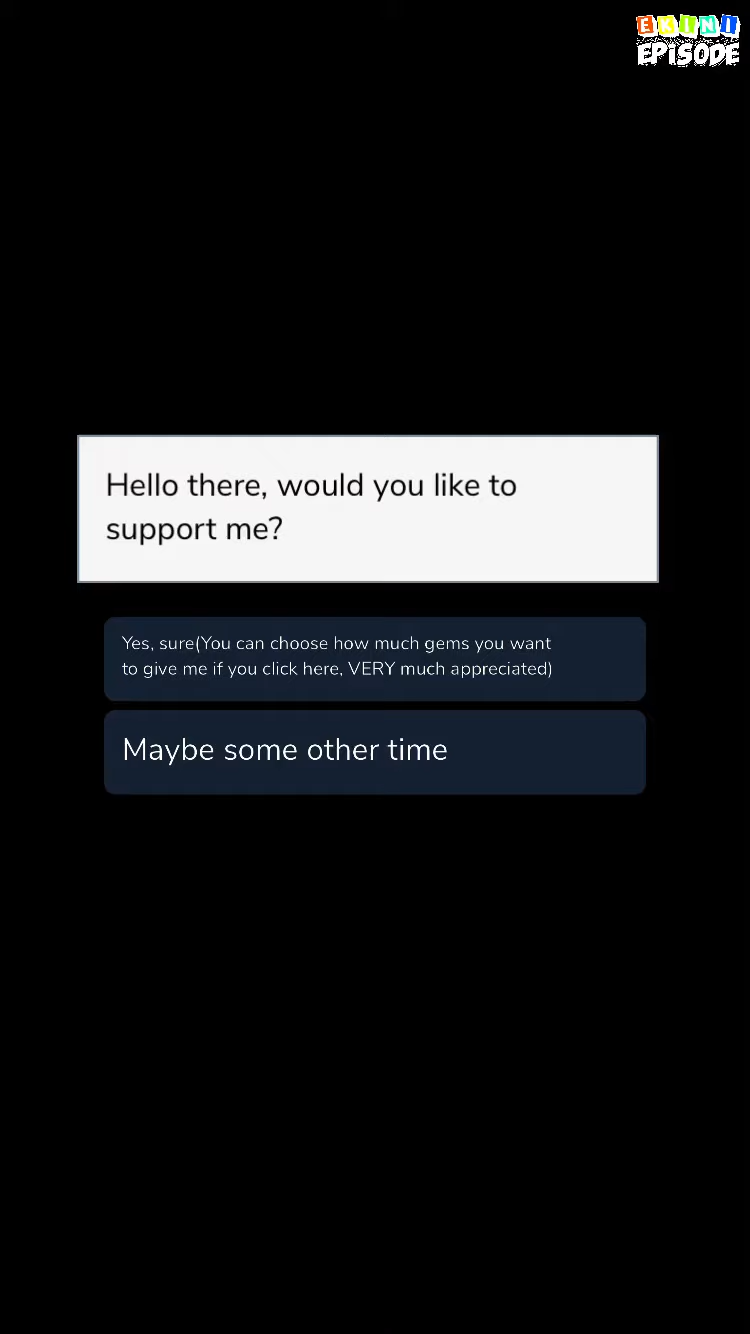 EKINI
EPISODE
Hello there, would you like to
support me?
Yes, sure(You can choose how much gems you want
to give me if you click here, VERY much appreciated)
Maybe some other time